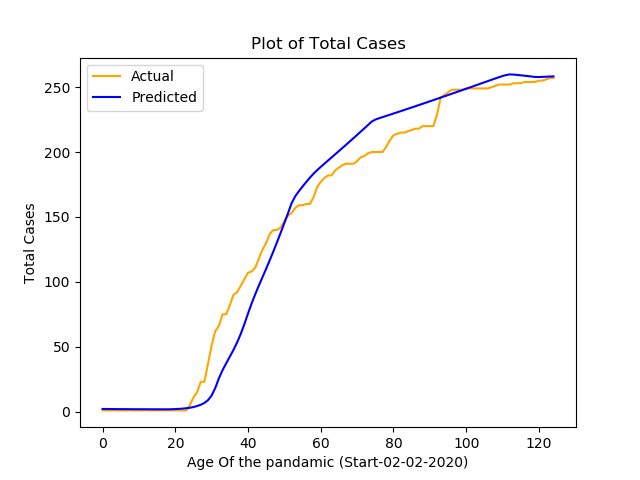 Plot of Total Cases
Actual
Predicted
250
200
150
100
50
0
Total Cases
0 20 40 60 80 100 120
Age Of the pandamic (Start-02-02-2020)